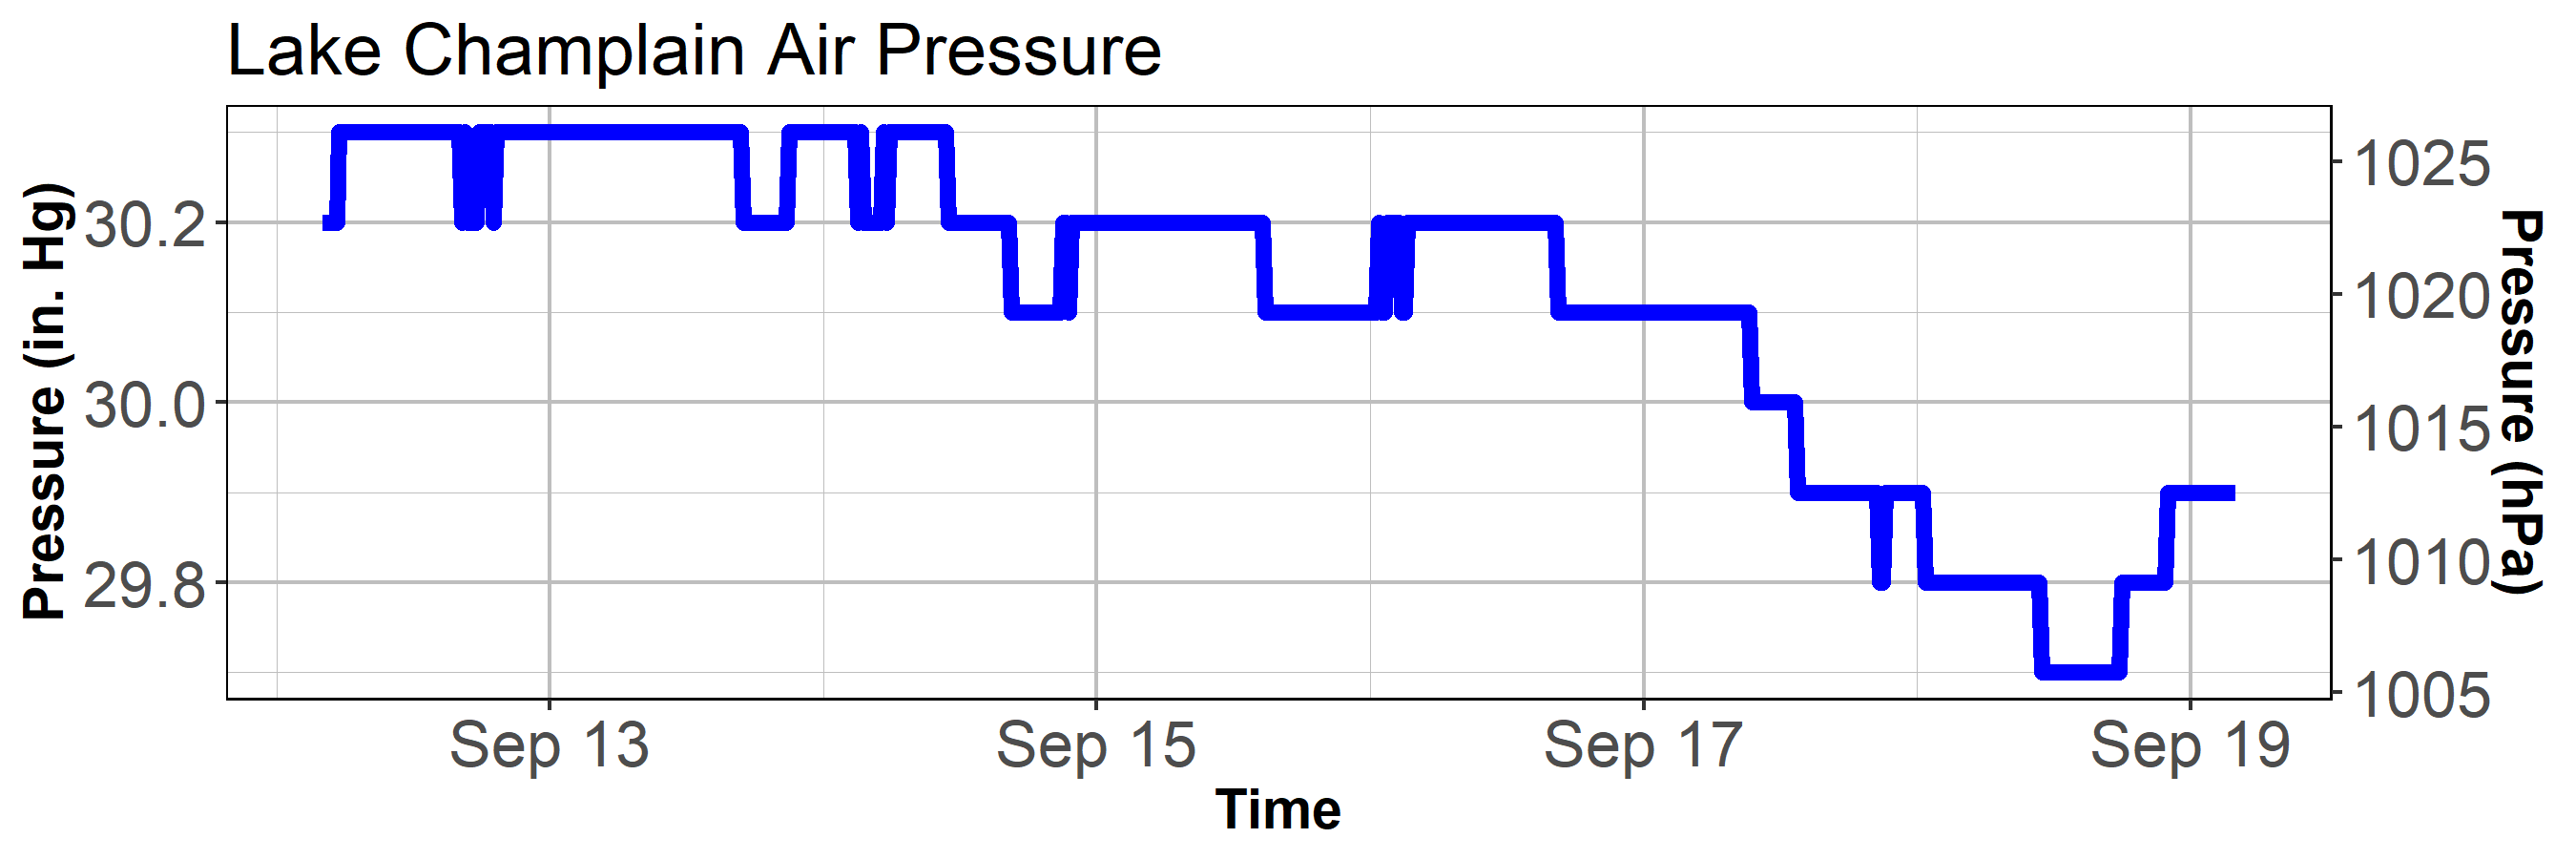 Lake Champlain Air Pressure
Pressure (in. Hg)
30.2
30.0
29.8
1025
1020
1015
1010
1005
Pressure (hPa)
Sep 13
Sep 15
Sep 17
Sep 19
Time